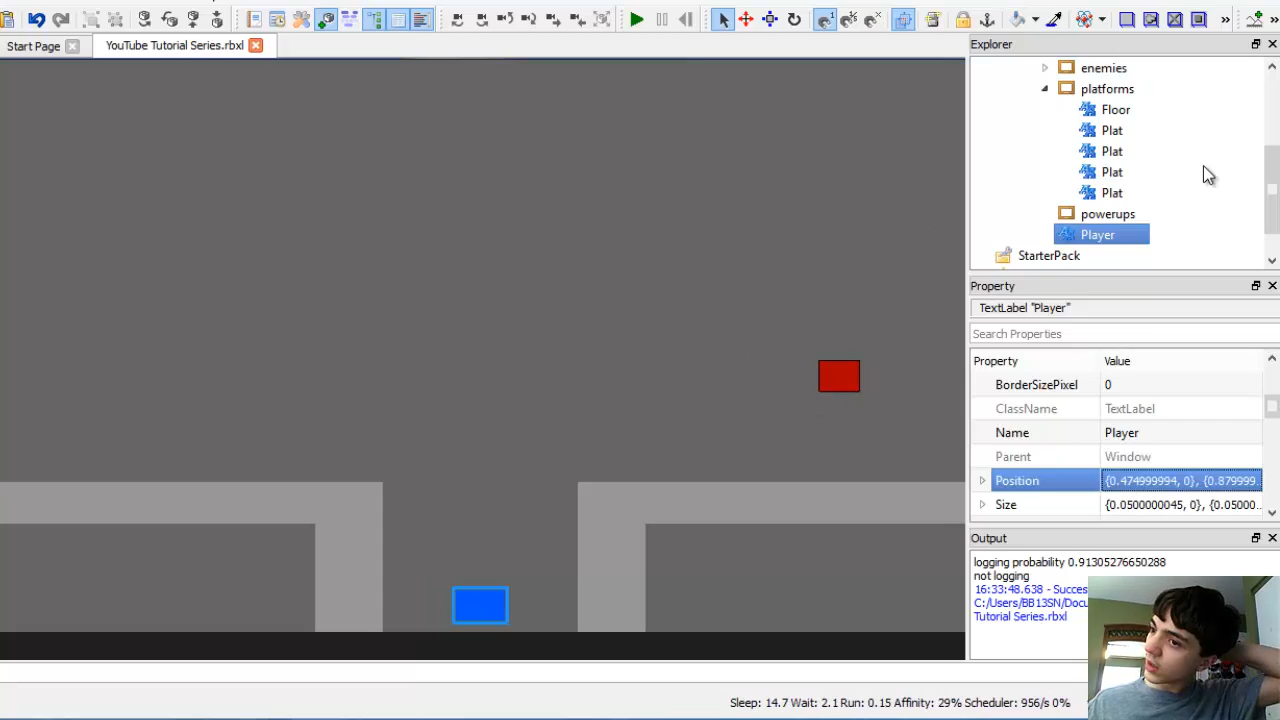 Start Page
YouTube Tutorial Series.rbxl
Explorer
enemies
platforms
Floor
Plat
Plat
Plat
Plat
powerups
Player
StarterPack
Property
TextLabel "Player"
Search Properties
Property Value
BorderSizePixel 0
ClassName TextLabel
Name Player
Parent Window
Position {0.474999994, 0}, {0.879999...
Size {0.0500000045, 0}, {0.05000...
Output
logging probability 0.91305276650288
not logging
16:33:48.638 - Succes
C:/Users/BB13SN/Docu
Tutorial Series.rbxl
Sleep: 14.7 Wait: 2.1 Run: 0.15 Affinity: 29% Scheduler: 956/s 0%